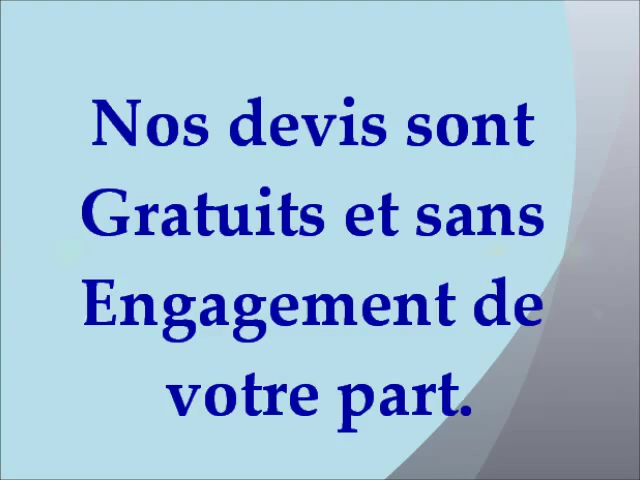 Nos devis sont
Gratuits et sans
Engagement de
votre part.